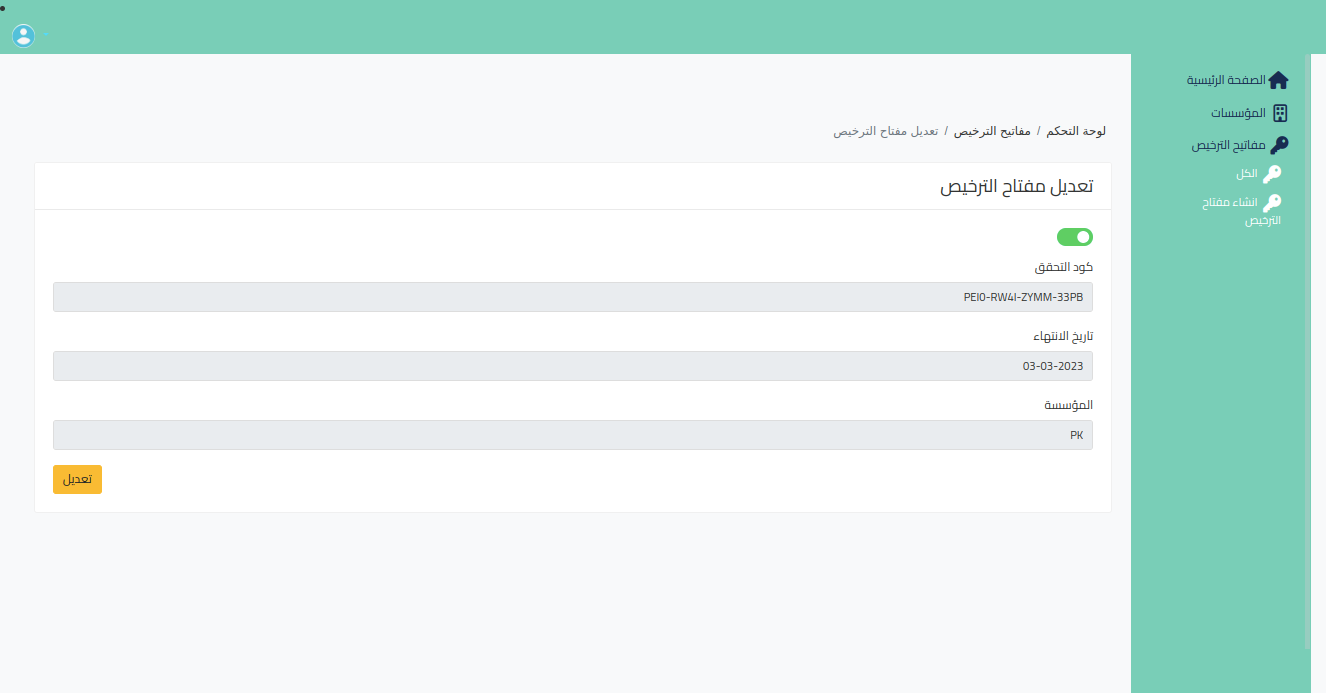 الصفحة الرئيسية
المؤسسات
مفاتيح الترخيص
الكل
انشاء مفتاح
الترخيص
لوحة التحكم / مفاتيح الترخيص / تعديل مفتاح الترخيص
تعديل مفتاح الترخيص
كود التحقق
PEI0-RW4I-ZYMM-33PB
تاريخ الانتهاء
03-03-2023
المؤسسة
PK
تعديل